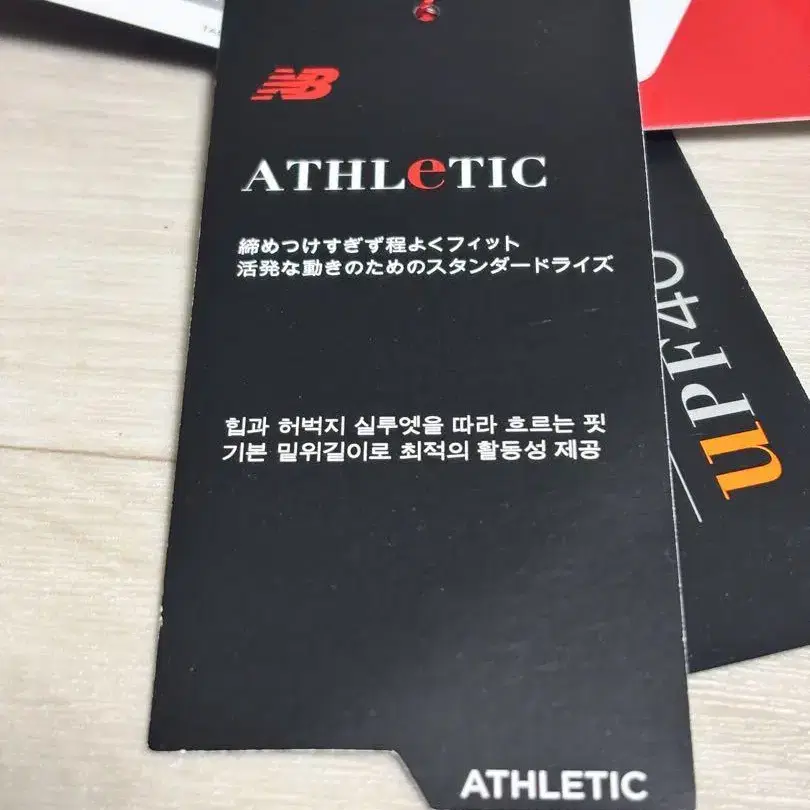 NB
ATHLeTIC
締めつけすぎず程よくフィット
活発な動きのためのスタンダードライズ
힙과 허벅지 실루엣을 따라 흐르는 핏
기본 밑위길이로 최적의 활동성 제공
ATHLETIC
uPF40